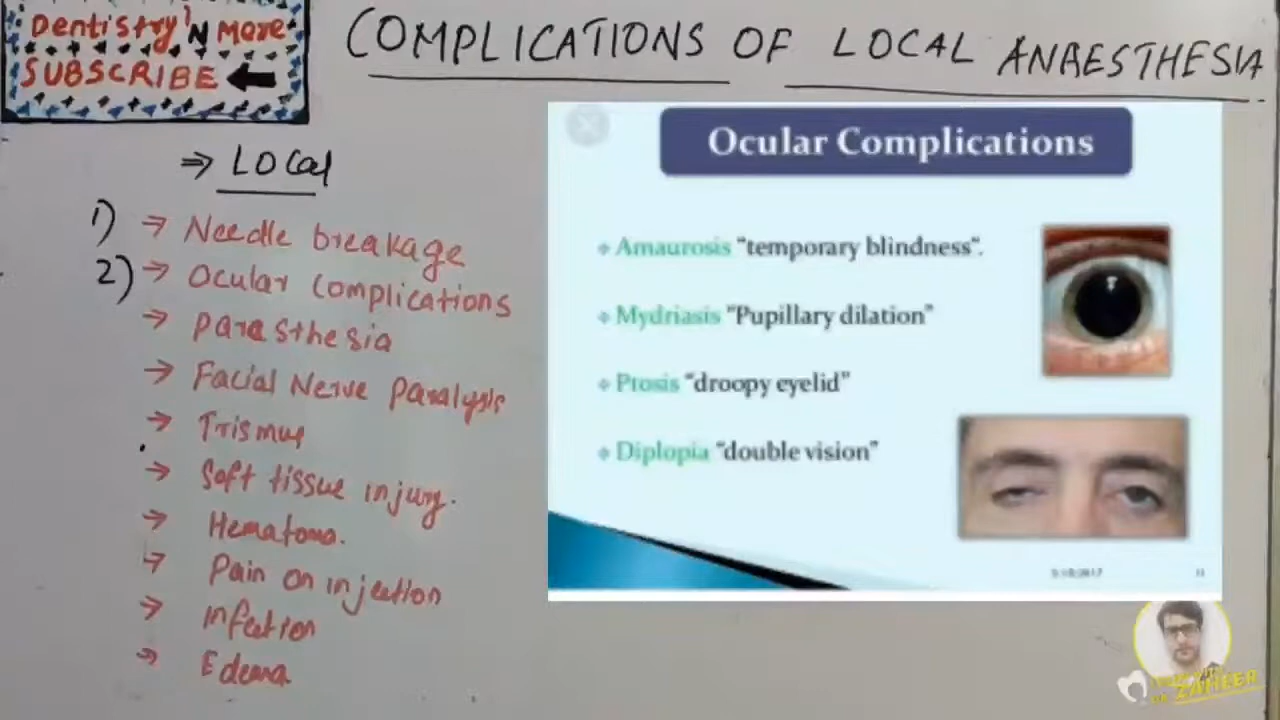 Dentistry'N More
SUBSCRIBE
COMPLICATIONS OF LOCAL ANAESTHESIA
⇒ Local
1) → Needle breakage
2) → Ocular complications
→ Parasthesia
→ Facial Nerve Paralysis
→ Trismus
→ Soft tissue injury.
→ Hematoma.
→ Pain on injection
→ Infection
→ Edema
Ocular Complications
Amaurosis "temporary blindness".
Mydriasis "Pupillary dilation"
Ptosis "droopy eyelid"
Diplopia "double vision"
11
ZAHEER